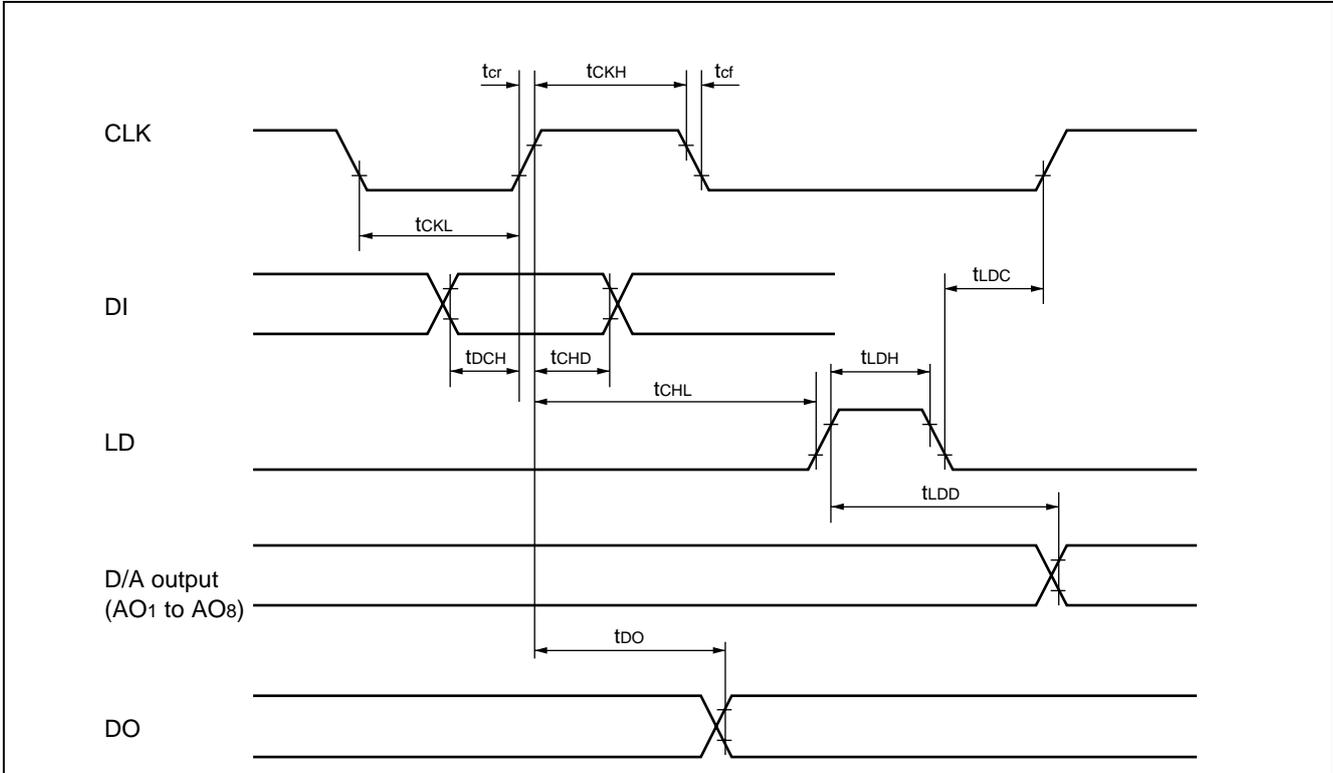 tcr
tCKH
tcf
CLK
tCKL
tLDC
DI
tDCH
tCHD
tLDH
tCHL
LD
tLDD
D/A output
(AO1 to AO8)
tDO
DO